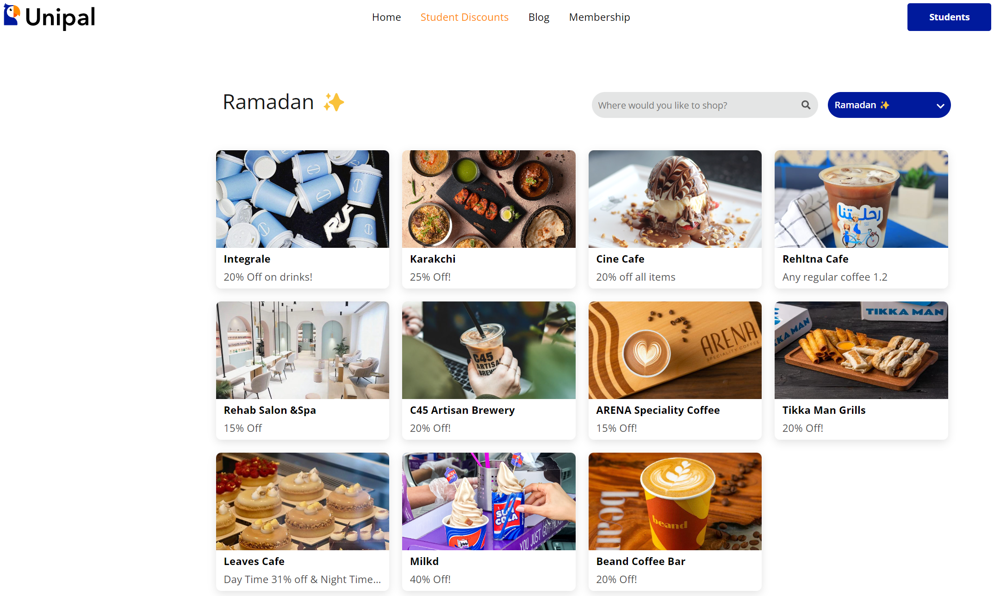 Unipal
Home
Student Discounts
Blog
Membership
Students
Ramadan ✨
Where would you like to shop?
Ramadan ✨
RUF
رحلتنا
Integrale
20% Off on drinks!
Karakchi
25% Off!
Cine Cafe
20% off all items
Rehltna Cafe
Any regular coffee 1.2
C45
ARTISA
BREW
ARENA
SPECIALITY COFFEE
TIKKA MAN
KKA MAN
Rehab Salon &Spa
15% Off
C45 Artisan Brewery
20% Off!
ARENA Speciality Coffee
15% Off!
Tikka Man Grills
20% Off!
SUN
COLA
YOU JUST GOT MILKD
bean
beand
Leaves Cafe
Day Time 31% off & Night Time...
Milkd
40% Off!
Beand Coffee Bar
20% Off!